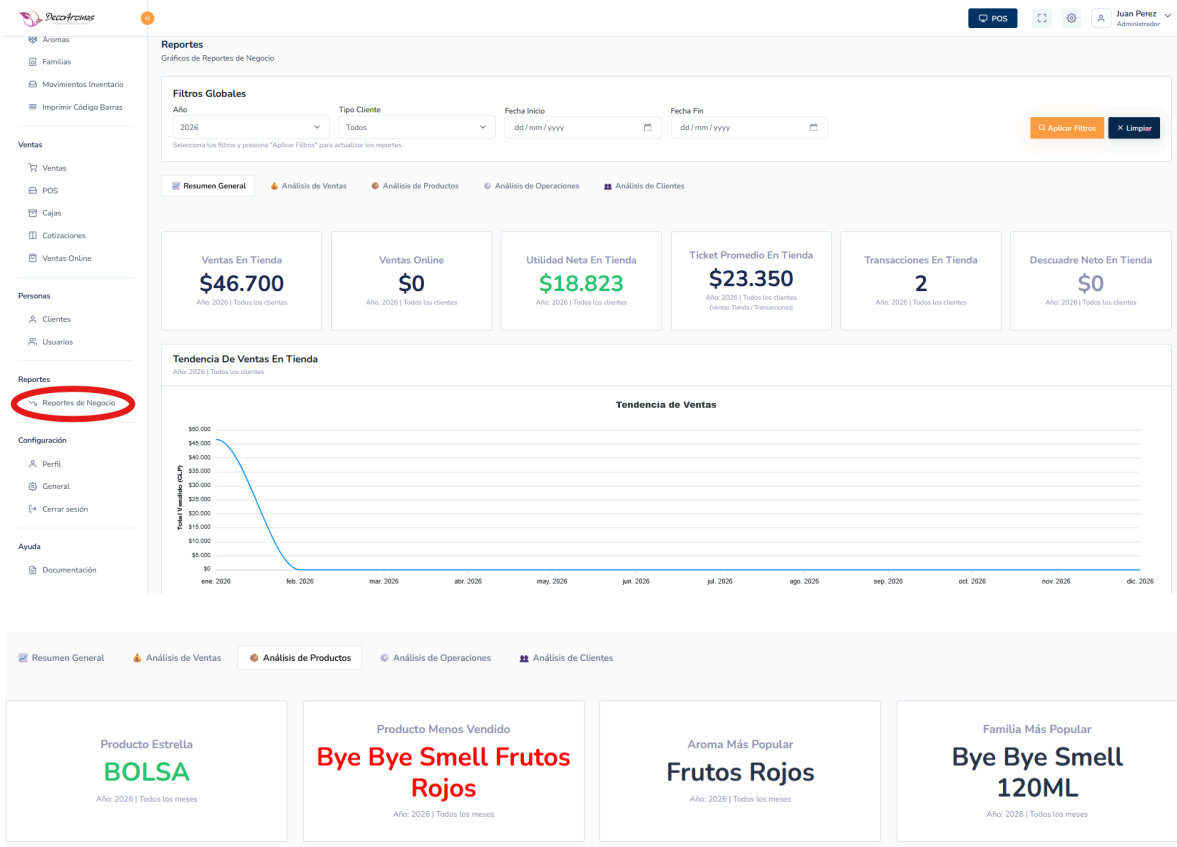 DecorAromas
POS
Juan Perez
Administrador
Aromas
Familias
Movimientos Inventario
Imprimir Código Barras
Ventas
Ventas
POS
Cajas
Cotizaciones
Ventas Online
Personas
Clientes
Usuarios
Reportes
Reportes de Negocio
Configuración
Perfil
General
Cerrar sesión
Ayuda
Documentación
Reportes
Gráficos de Reportes de Negocio
Filtros Globales
Año
Tipo Cliente
Fecha Inicio
Fecha Fin
2026
Todos
dd/mm/yyyy
dd/mm/yyyy
Aplicar Filtros
× Limpiar
Selecciona tus filtros y presiona "Aplicar Filtros" para actualizar los reportes.
Resumen General
Análisis de Ventas
Análisis de Productos
Análisis de Operaciones
Análisis de Clientes
Ventas En Tienda
$46.700
Año: 2026 | Todos los clientes
Ventas Online
$0
Año: 2026 | Todos los clientes
Utilidad Neta En Tienda
$18.823
Año: 2026 | Todos los clientes
Ticket Promedio En Tienda
$23.350
Año: 2026 | Todos los clientes
(Ventas Tienda / Transacciones)
Transacciones En Tienda
2
Año: 2026 | Todos los clientes
Descuadre Neto En Tienda
$0
Año: 2026 | Todos los clientes
Tendencia De Ventas En Tienda
Año: 2026 | Todos los clientes
Tendencia de Ventas
Total Vendido (CLP)
$50.000
$45.000
$40.000
$35.000
$30.000
$25.000
$20.000
$15.000
$10.000
$5.000
$0
ene. 2026
feb. 2026
mar. 2026
abr. 2026
may. 2026
jun. 2026
jul. 2026
ago. 2026
sep. 2026
oct. 2026
nov. 2026
dic. 2026
Resumen General
Análisis de Ventas
Análisis de Productos
Análisis de Operaciones
Análisis de Clientes
Producto Estrella
BOLSA
Año: 2026 | Todos los meses
Producto Menos Vendido
Bye Bye Smell Frutos
Rojos
Año: 2026 | Todos los meses
Aroma Más Popular
Frutos Rojos
Año: 2026 | Todos los meses
Familia Más Popular
Bye Bye Smell
120ML
Año: 2026 | Todos los meses